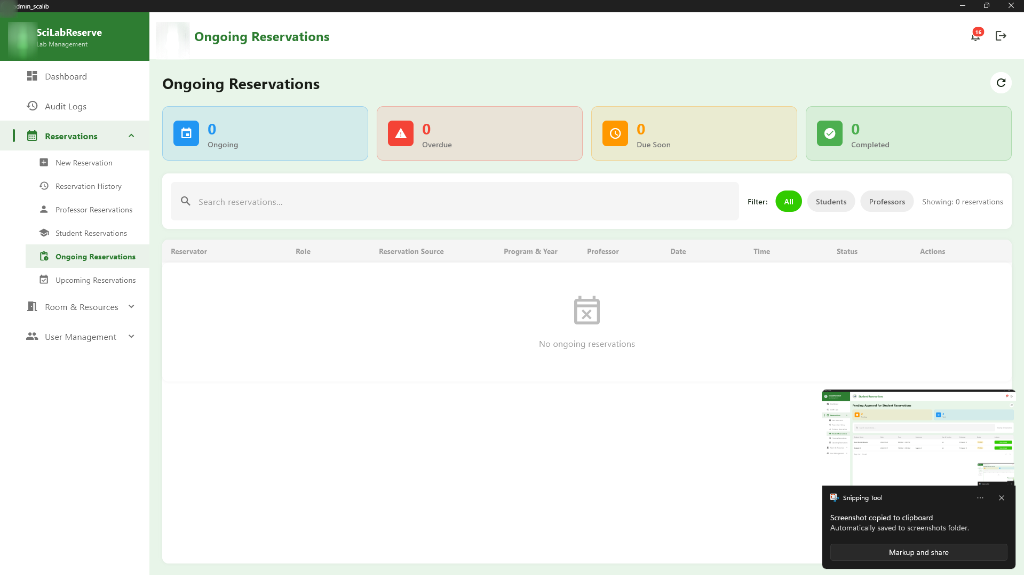 dmin_scalib
SciLabReserve
Lab Management
Ongoing Reservations
16
Dashboard
Audit Logs
Reservations
New Reservation
Reservation History
Professor Reservations
Student Reservations
Ongoing Reservations
Upcoming Reservations
Room & Resources
User Management
Ongoing Reservations
0
Ongoing
0
Overdue
0
Due Soon
0
Completed
Search reservations...
Filter: All Students Professors Showing: 0 reservations
Reservator Role Reservation Source Program & Year Professor Date Time Status Actions
No ongoing reservations
Snipping Tool
Screenshot copied to clipboard
Automatically saved to screenshots folder.
Markup and share